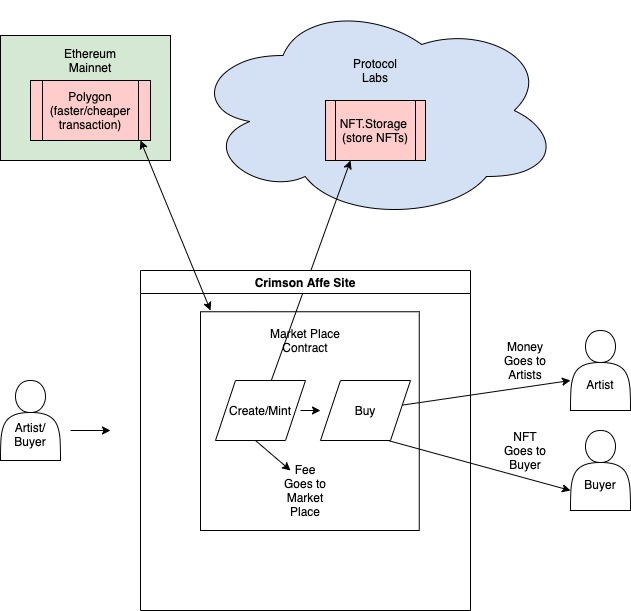 Ethereum
Mainnet
Polygon
(faster/cheaper
transaction)
Protocol
Labs
NFT.Storage
(store NFTs)
Crimson Affe Site
Market Place
Contract
Create/Mint
Buy
Fee
Goes to
Market
Place
Artist/
Buyer
Money
Goes to
Artists
Artist
NFT
Goes to
Buyer
Buyer